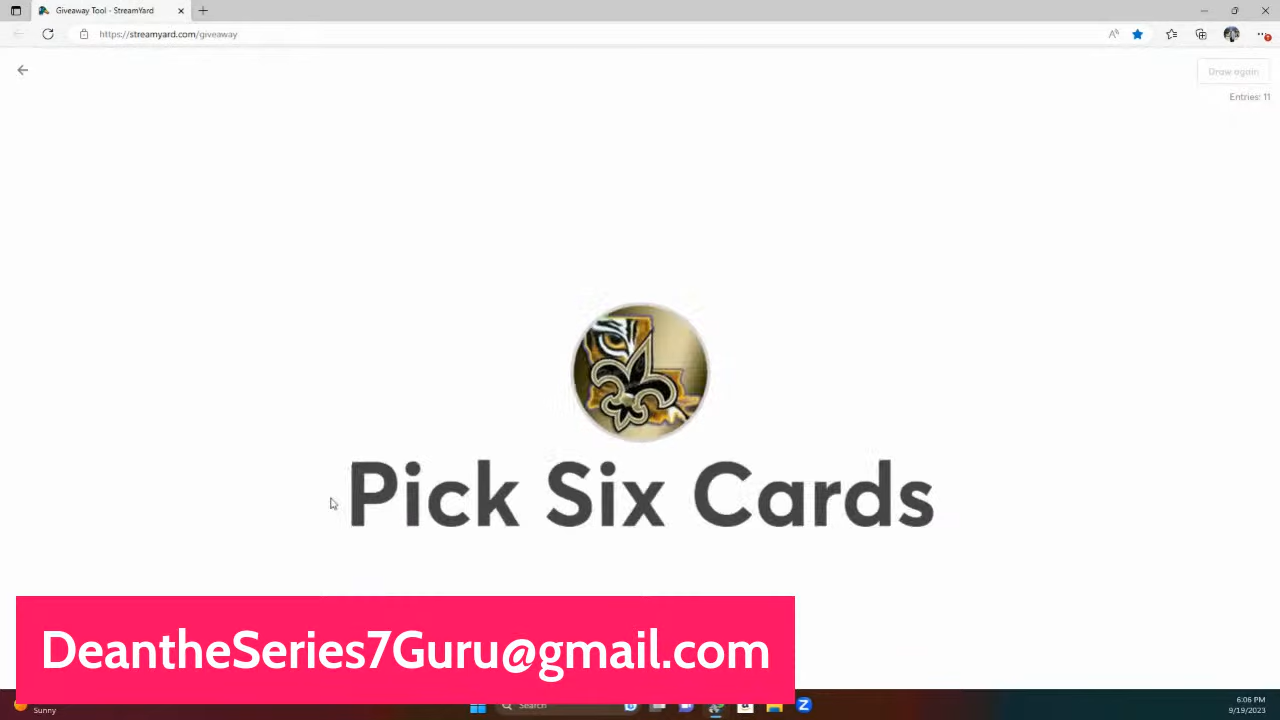 Giveaway Tool - StreamYard
https://streamyard.com/giveaway
Draw again
Entries: 11
Pick Six Cards
DeantheSeries7Guru@gmail.com
Sunny
Search
6:06 PM
9/19/2023